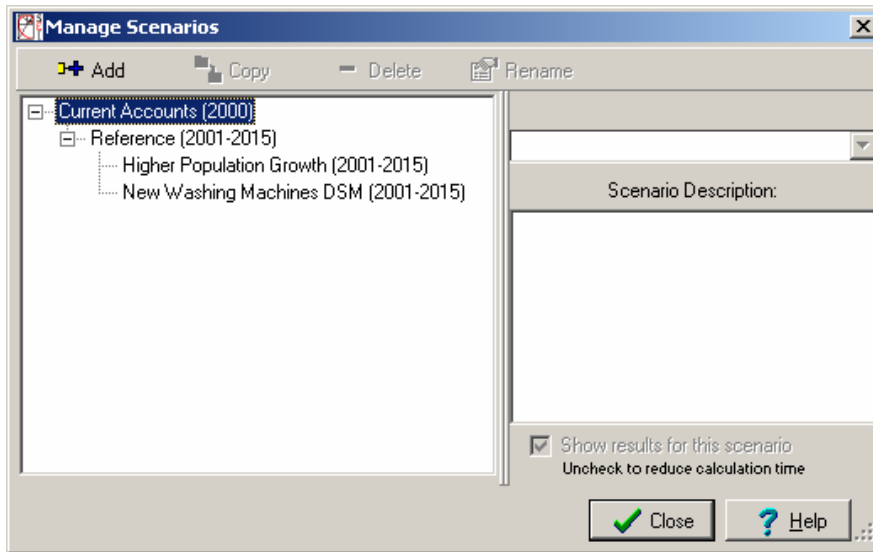 Manage Scenarios
Add Copy Delete Rename
Current Accounts (2000)
Reference (2001-2015)
Higher Population Growth (2001-2015)
New Washing Machines DSM (2001-2015)
Scenario Description:
Show results for this scenario
Uncheck to reduce calculation time
Close Help